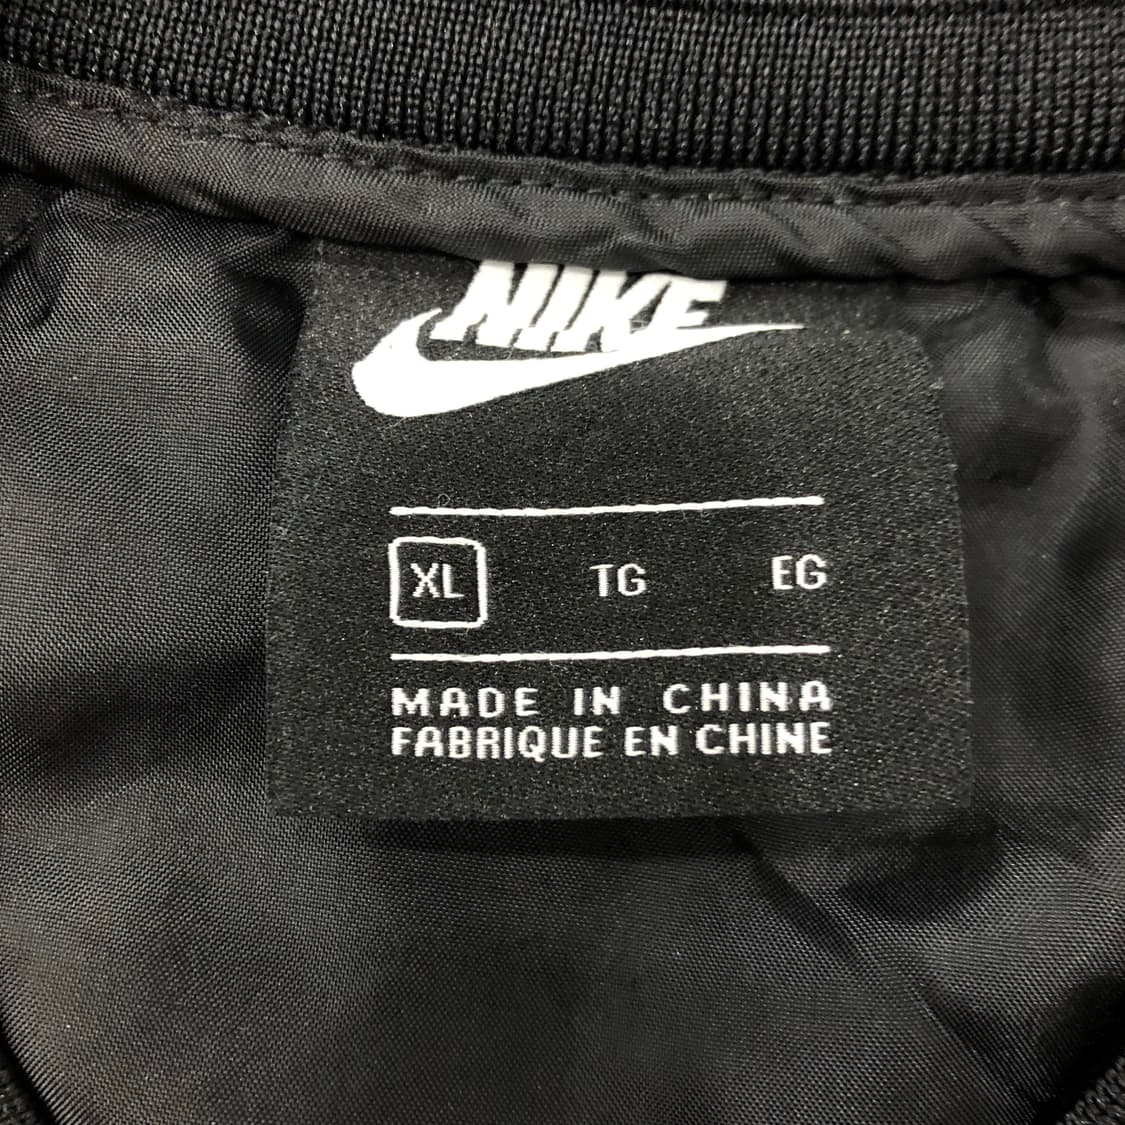 NIKE
XL TG EG
MADE IN CHINA
FABRIQUE EN CHINE